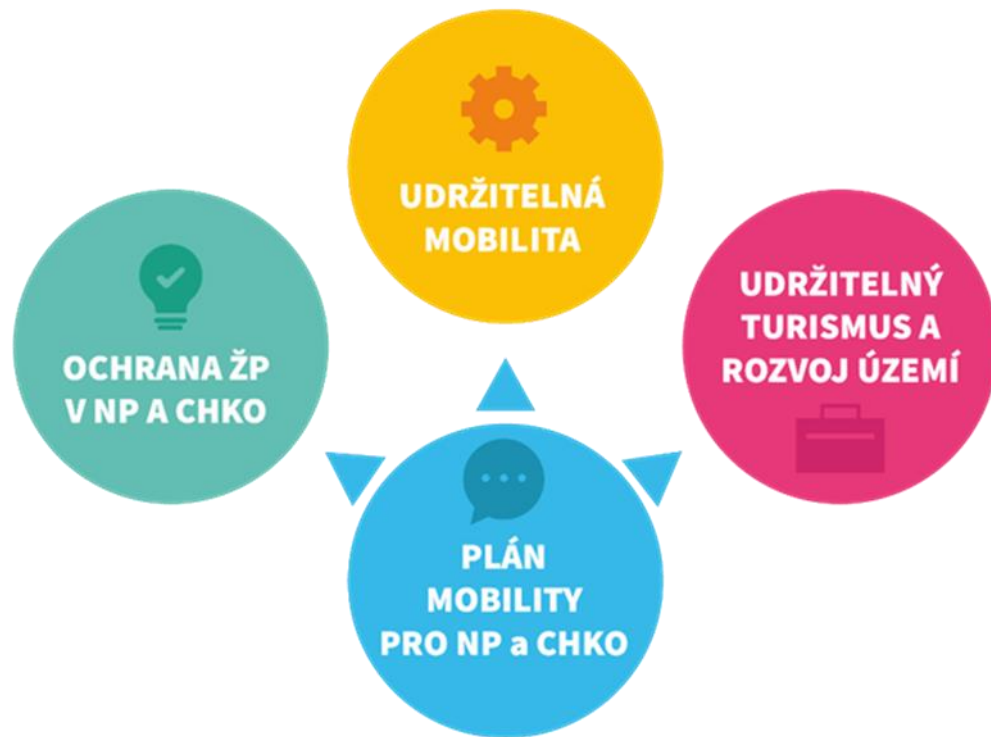 UDRŽITELNÁ
MOBILITA
OCHRANA ŽP
V NP A CHKO
UDRŽITELNÝ
TURISMUS A
ROZVOJ ÚZEMÍ
PLÁN
MOBILITY
PRO NP a CHKO